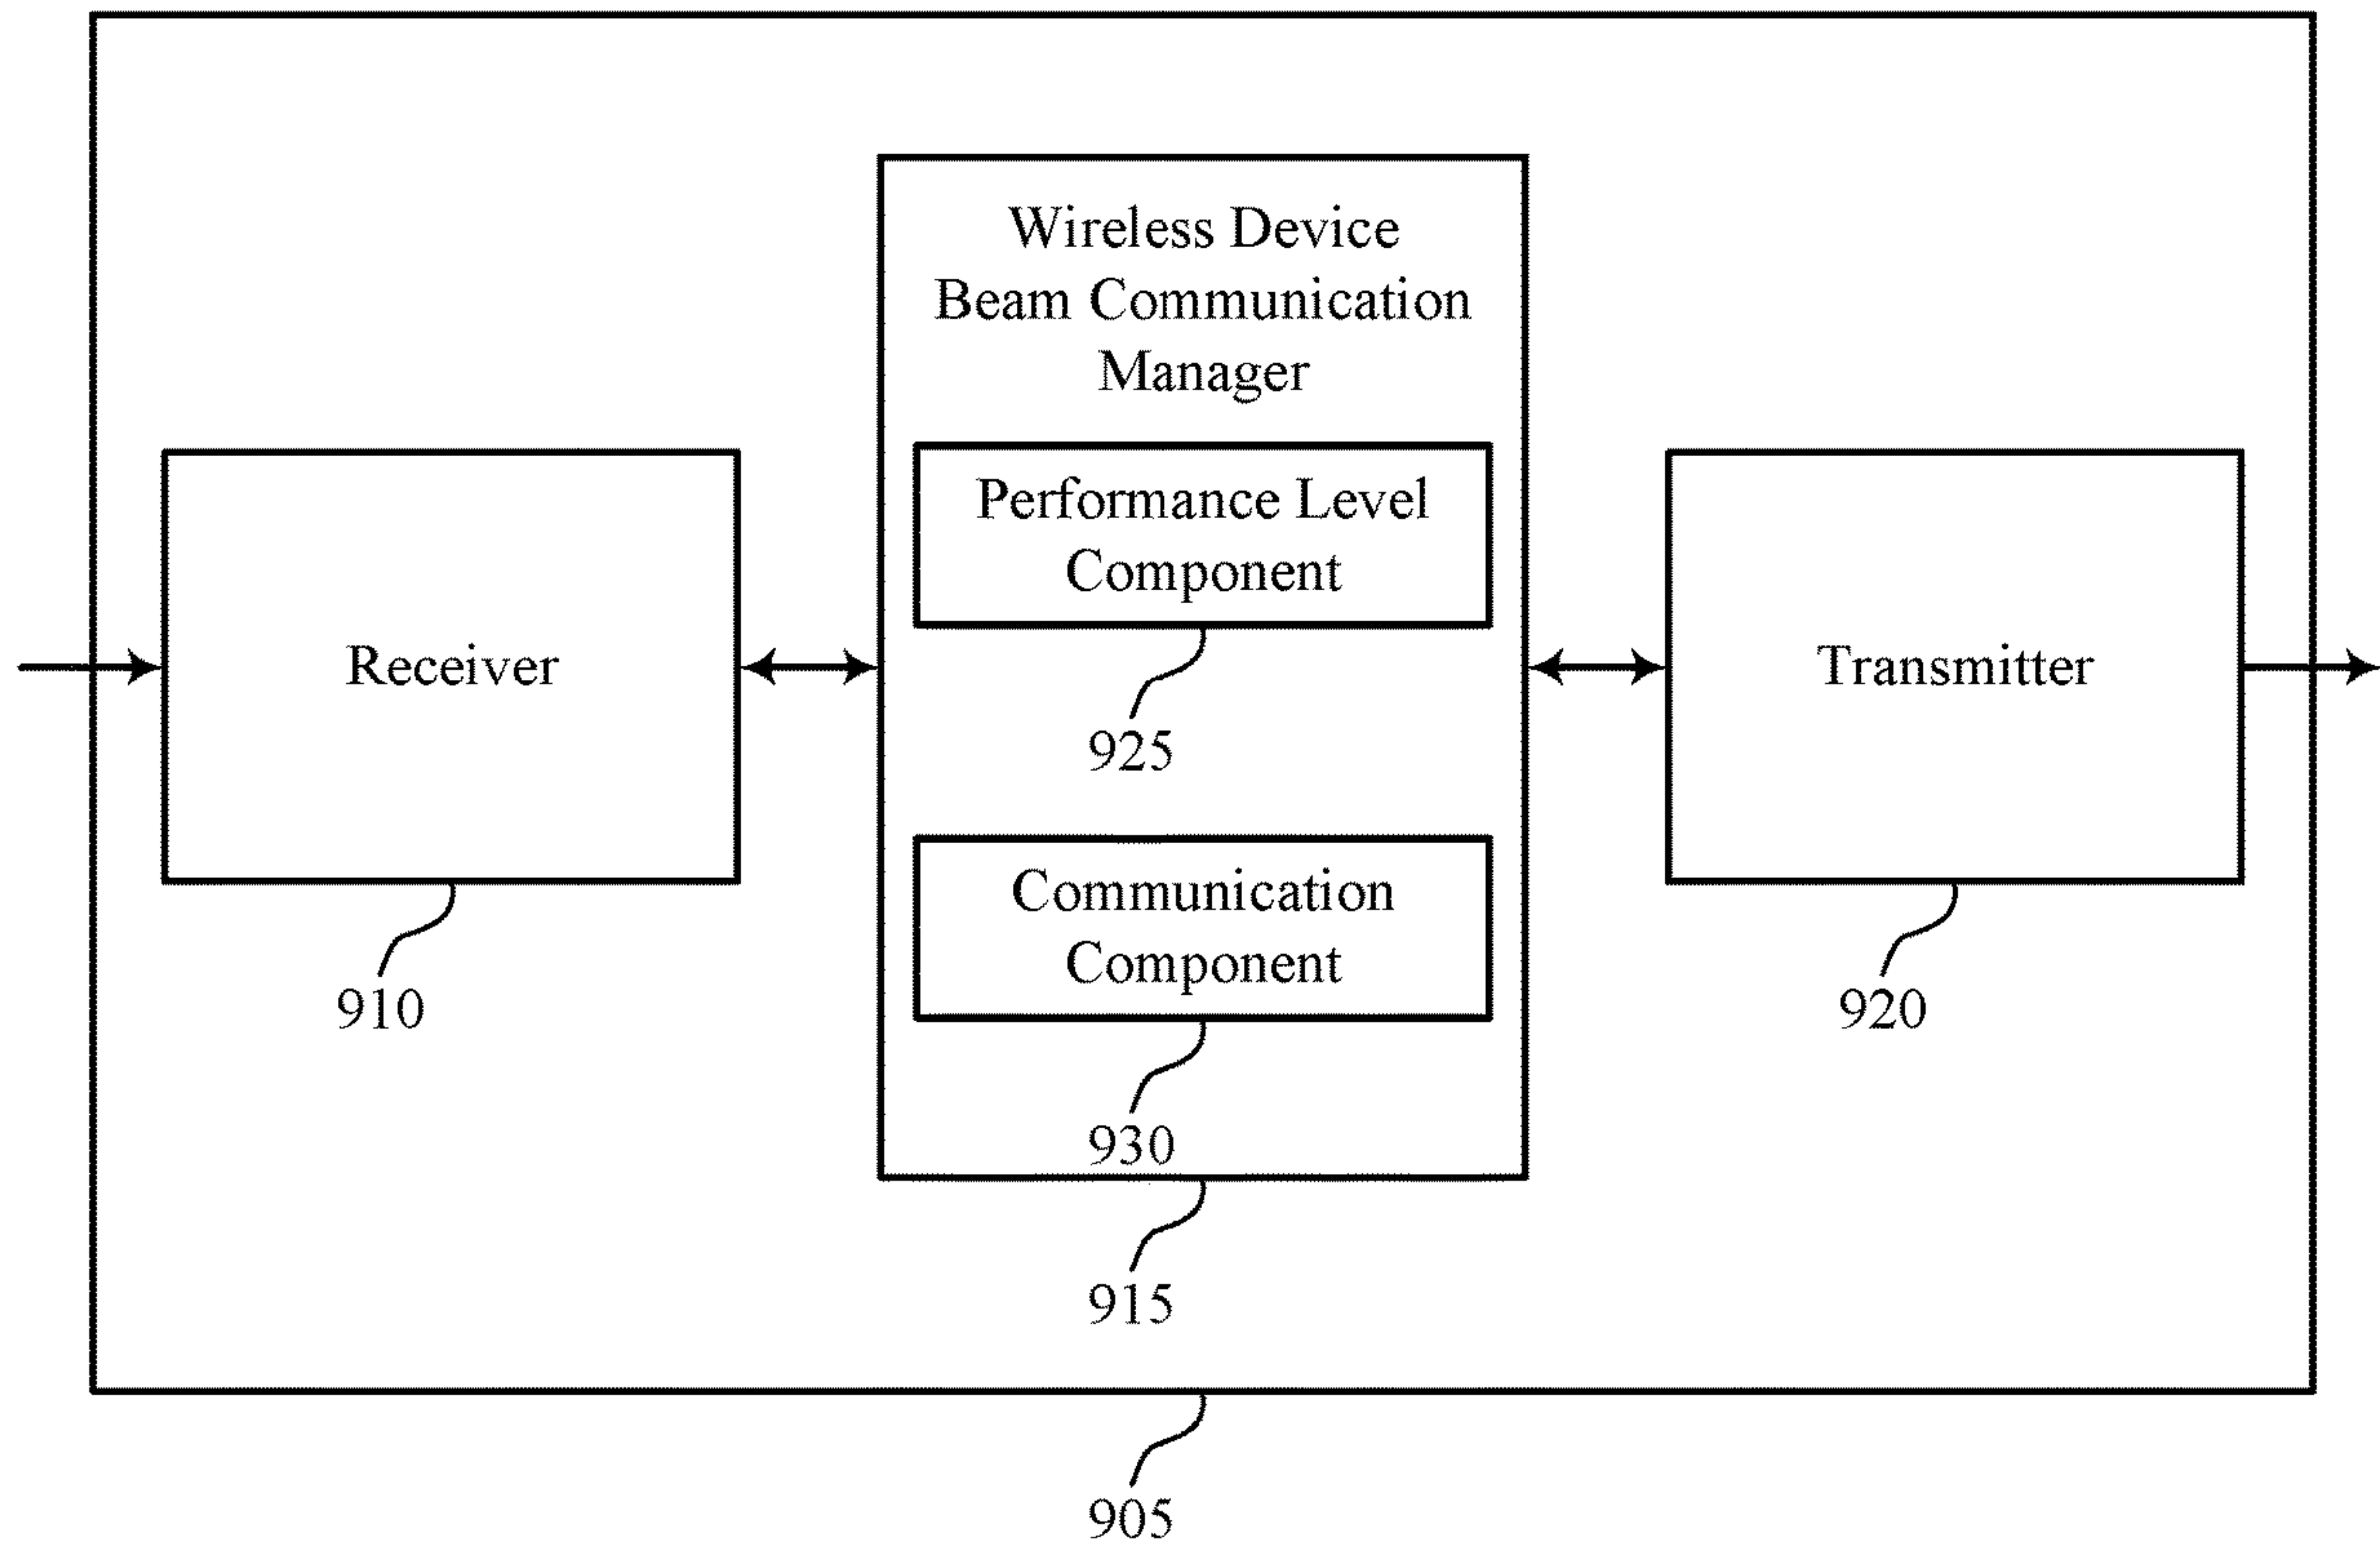 Wireless Device
Beam Communication
Manager
Performance Level
Component
925
Communication
Component
930
915
Receiver
910
Transmitter
920
905